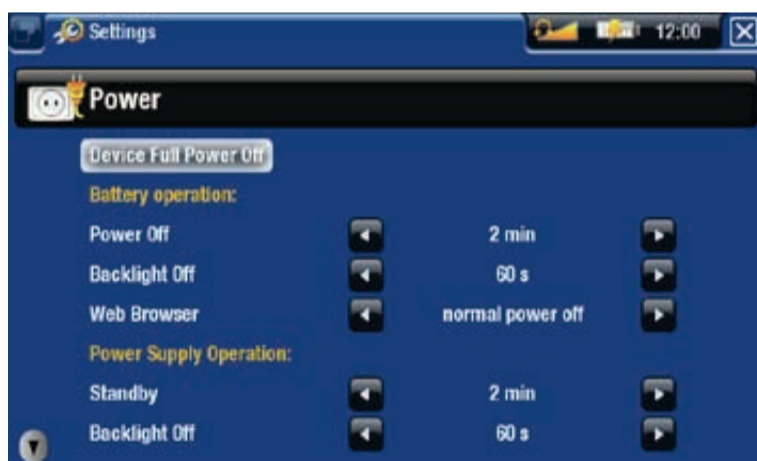 Settings 12:00
Power
Device Full Power Off
Battery operation:
Power Off 2 min
Backlight Off 60 s
Web Browser normal power off
Power Supply Operation:
Standby 2 min
Backlight Off 60 s